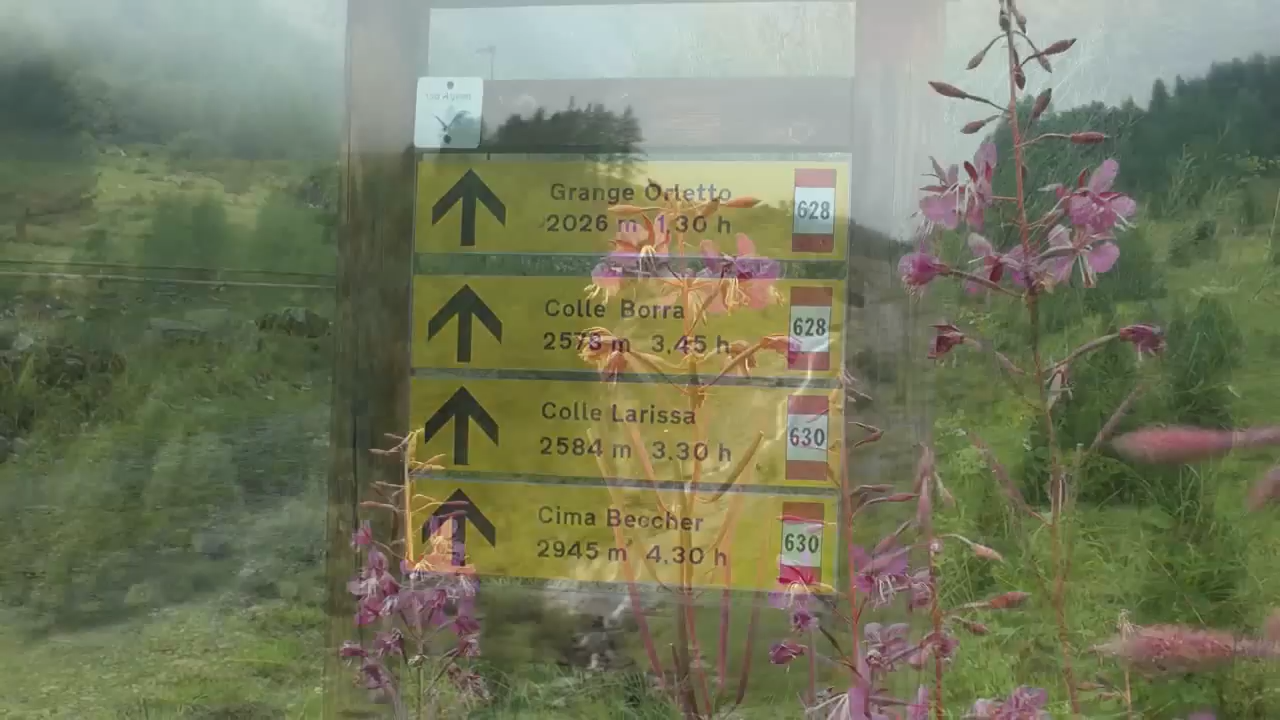 Grange Orletto
2026 m 1,30 h
628
Colle Borra
2578 m 3,45 h
628
Colle Larissa
2584 m 3.30 h
630
Cima Beccher
2945 m 4,30 h
630